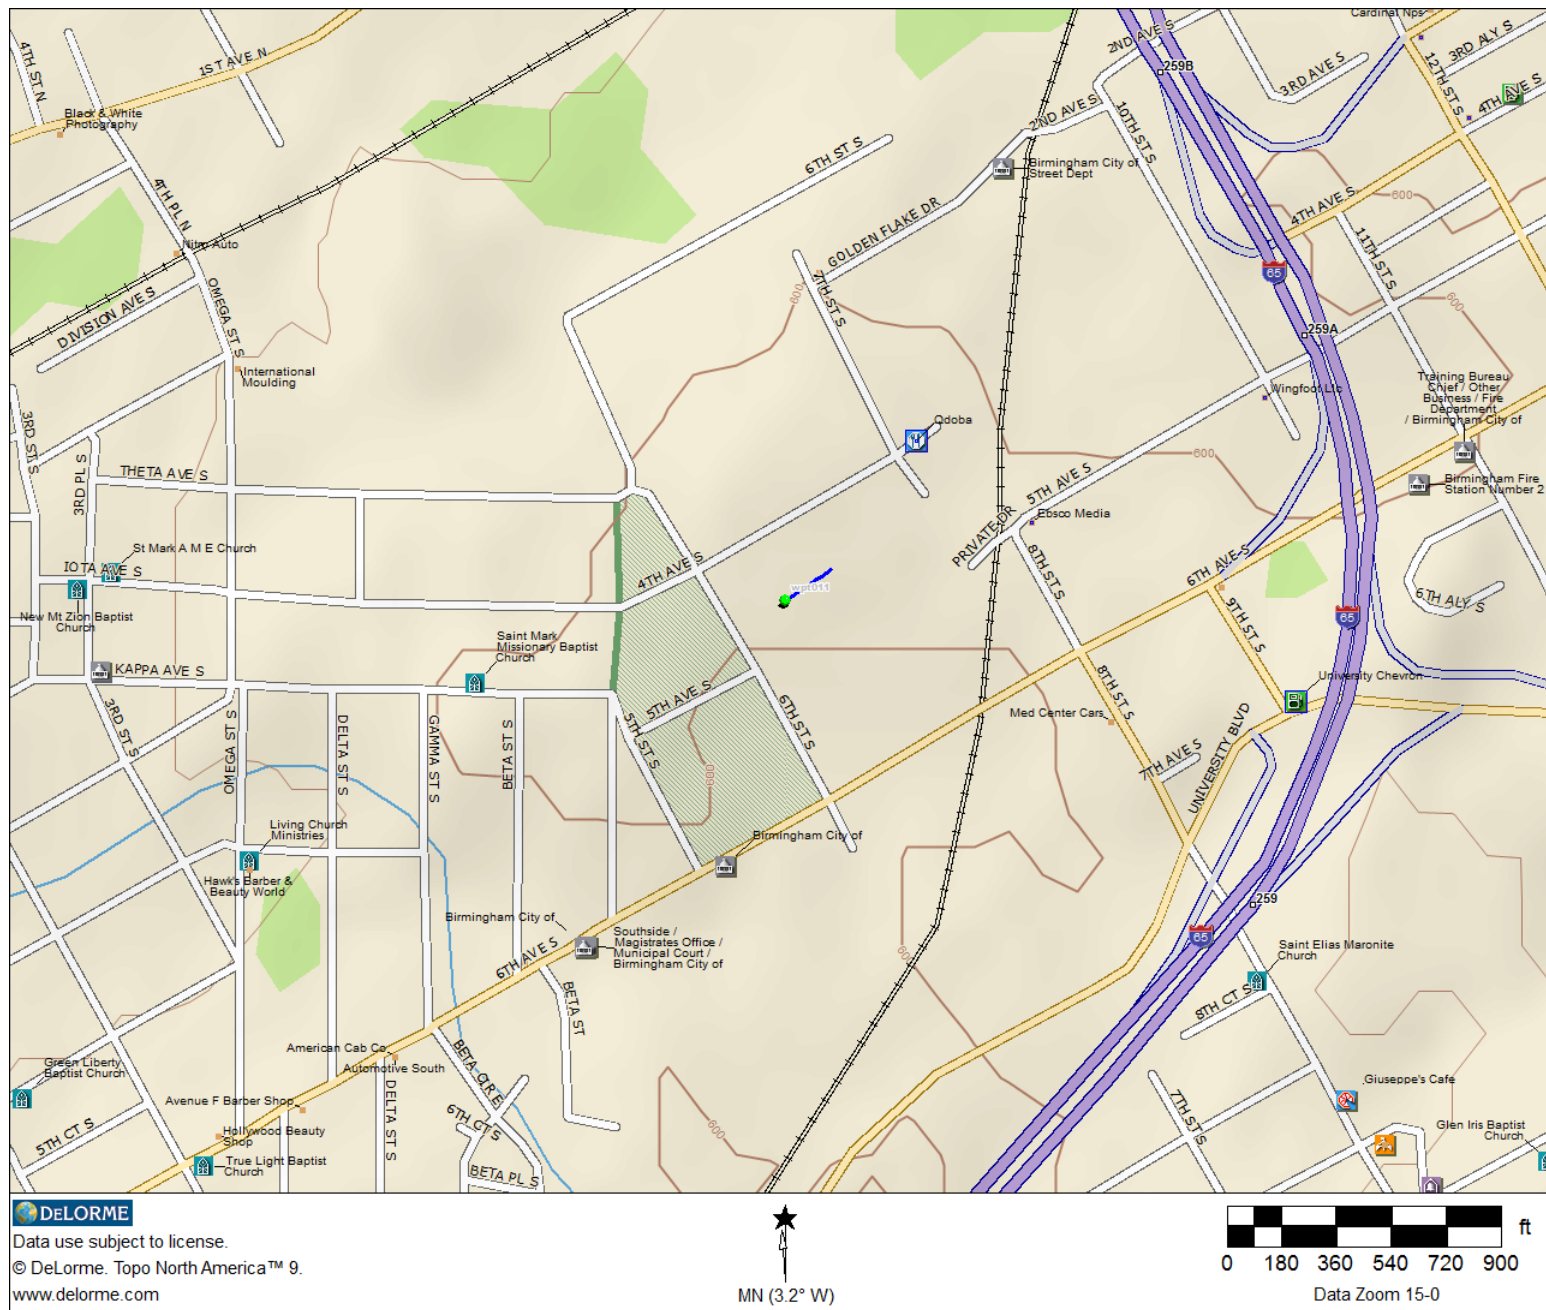 Cardinal Nps
2ND AVE S
3RD ALY S
12TH ST S
1ST AVE N
4TH ST N
259B
3RD AVE S
4TH AVE S
2ND AVE S
10TH ST S
Black & White
Photography
6TH ST S
Birmingham City of
Street Dept
4TH PL N
4TH AVE S
600
GOLDEN FLAKE DR
11TH ST S
Nitro Auto
65
OMEGA ST S
7TH ST S
600
600
DIVISION AVE S
259A
International
Moulding
Wingfoot Ltd
Training Bureau
Chief / Other
Business / Fire
Department
/ Birmingham City of
3RD ST S
Qdoba
600
THETA AVE S
3RD PL S
5TH AVE S
Birmingham Fire
Station Number 2
Ebsco Media
PRIVATE DR
St Mark A M E Church
IOTA AVE S
4TH AVE S
8TH ST S
6TH AVE S
wpt011
6TH ALY S
9TH ST S
New Mt Zion Baptist
Church
65
Saint Mark
Missionary Baptist
Church
KAPPA AVE S
University Chevron
5TH AVE S
8TH ST S
3RD ST S
OMEGA ST S
DELTA ST S
GAMMA ST S
BETA ST S
5TH ST S
6TH ST S
Med Center Cars
UNIVERSITY BLVD
7TH AVE S
600
Living Church
Ministries
Birmingham City of
Hawk's Barber &
Beauty World
259
Birmingham City of
Southside /
Magistrates Office /
Municipal Court /
Birmingham City of
65
6TH AVE S
600
Saint Elias Maronite
Church
BETA ST
8TH CT S
American Cab Co
Automotive South
BETA CIR E
Green Liberty
Baptist Church
Giuseppe's Cafe
Avenue F Barber Shop
DELTA ST S
6TH CT S
7TH ST S
600
Glen Iris Baptist
Church
5TH CT S
Hollywood Beauty
Shop
True Light Baptist
Church
BETA PL S
DELORME
Data use subject to license.
© DeLorme. Topo North America™ 9.
www.delorme.com
MN (3.2° W)
ft
0 180 360 540 720 900
Data Zoom 15-0